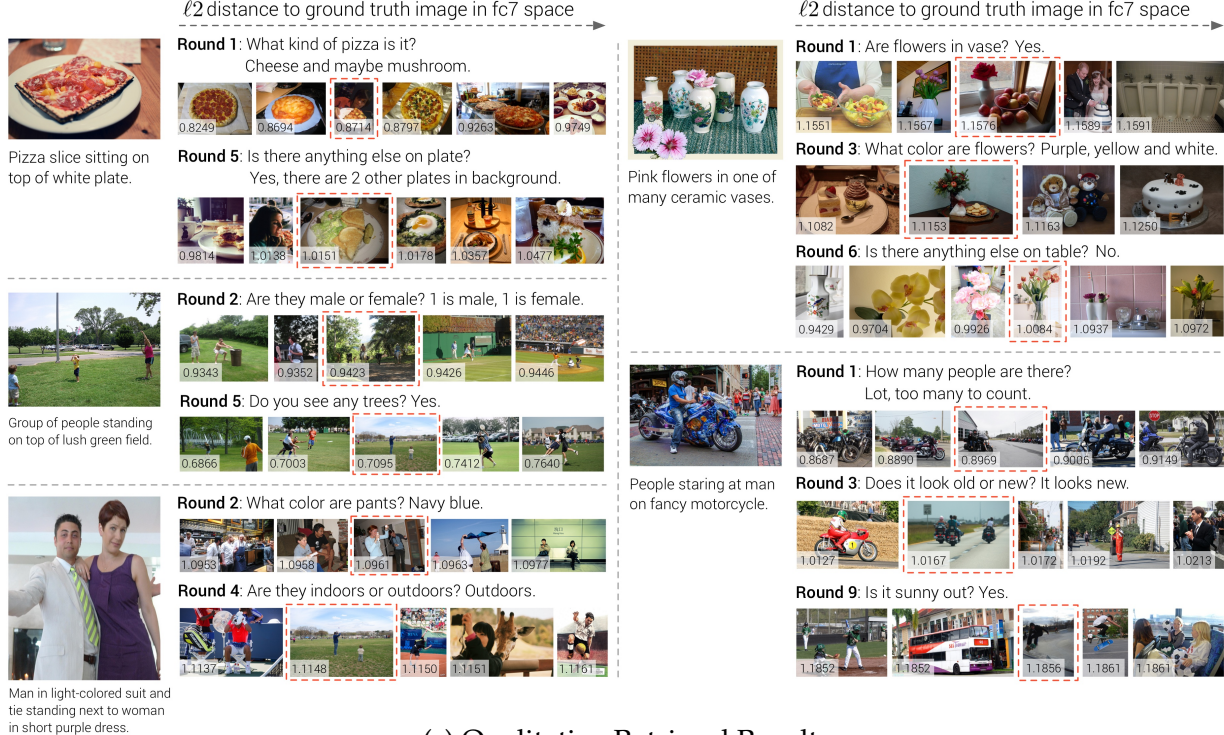 ℓ2 distance to ground truth image in fc7 space
Pizza slice sitting on
top of white plate.
Round 1: What kind of pizza is it?
Cheese and maybe mushroom.
0.8249 0.8694 0.8714 0.8797 0.9263 0.9749
Round 5: Is there anything else on plate?
Yes, there are 2 other plates in background.
0.9814 1.0138 1.0151 1.0178 1.0357 1.0477
Group of people standing
on top of lush green field.
Round 2: Are they male or female? 1 is male, 1 is female.
0.9343 0.9352 0.9423 0.9426 0.9446
Round 5: Do you see any trees? Yes.
0.6866 0.7003 0.7095 0.7412 0.7640
Man in light-colored suit and
tie standing next to woman
in short purple dress.
Round 2: What color are pants? Navy blue.
1.0953 1.0958 1.0961 1.0963 1.0977
Round 4: Are they indoors or outdoors? Outdoors.
1.1137 1.1148 1.1150 1.1151 1.1161
ℓ2 distance to ground truth image in fc7 space
Pink flowers in one of
many ceramic vases.
Round 1: Are flowers in vase? Yes.
1.1551 1.1567 1.1576 1.1589 1.1591
Round 3: What color are flowers? Purple, yellow and white.
1.1082 1.1153 1.1163 1.1250
Round 6: Is there anything else on table? No.
0.9429 0.9704 0.9926 1.0084 1.0937 1.0972
People staring at man
on fancy motorcycle.
Round 1: How many people are there?
Lot, too many to count.
0.8687 0.8890 0.8969 0.9006 0.9149
Round 3: Does it look old or new? It looks new.
1.0127 1.0167 1.0172 1.0192 1.0213
Round 9: Is it sunny out? Yes.
1.1852 1.1852 1.1856 1.1861 1.1861